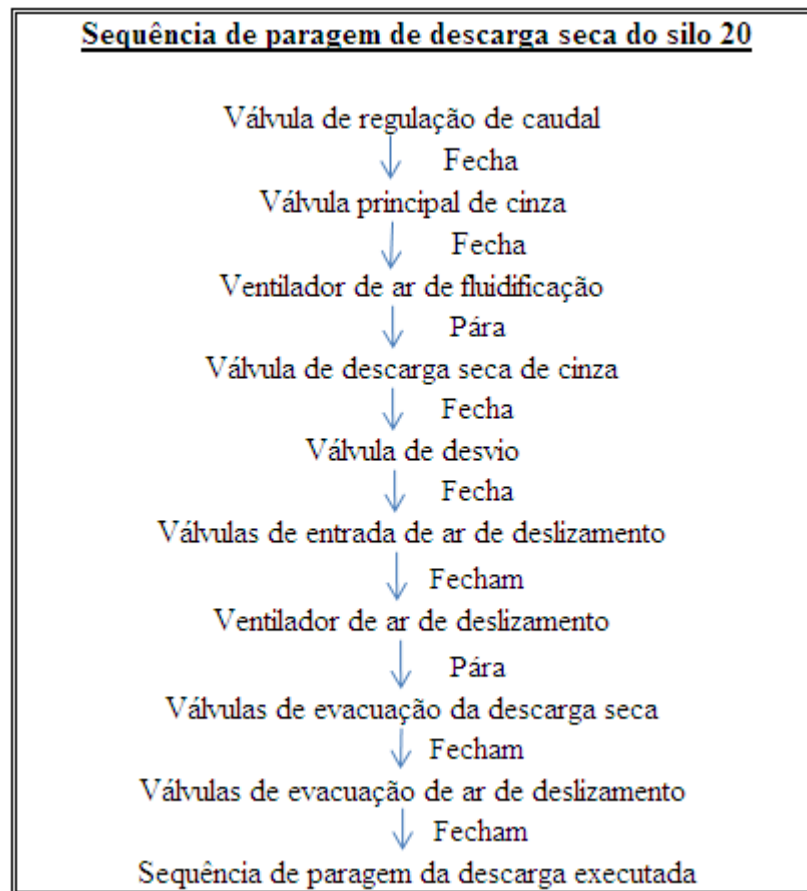 Sequência de paragem de descarga seca do silo 20
Válvula de regulação de caudal
Fecha
Válvula principal de cinza
Fecha
Ventilador de ar de fluidificação
Pára
Válvula de descarga seca de cinza
Fecha
Válvula de desvio
Fecha
Válvulas de entrada de ar de deslizamento
Fecham
Ventilador de ar de deslizamento
Pára
Válvulas de evacuação da descarga seca
Fecham
Válvulas de evacuação de ar de deslizamento
Fecham
Sequência de paragem da descarga executada